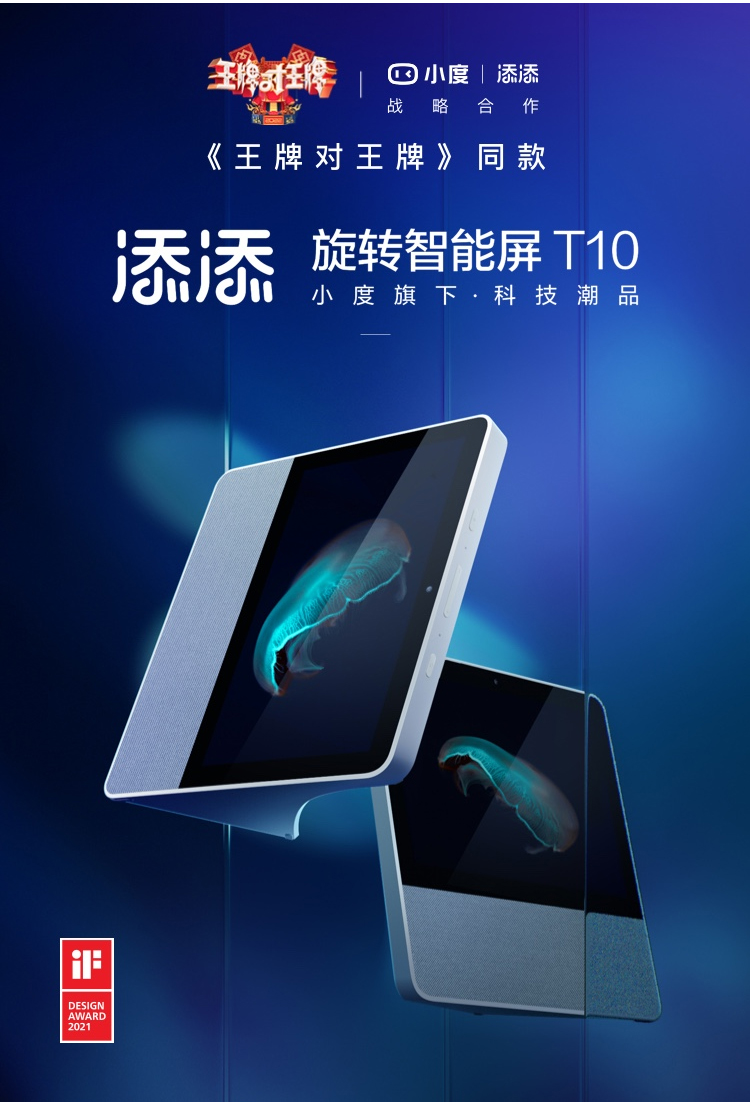 王牌对王牌
小度 | 添添
战略合作
《王牌对王牌》同款
添添
旋转智能屏 T10
小度旗下·科技潮品
iF
DESIGN
AWARD
2021